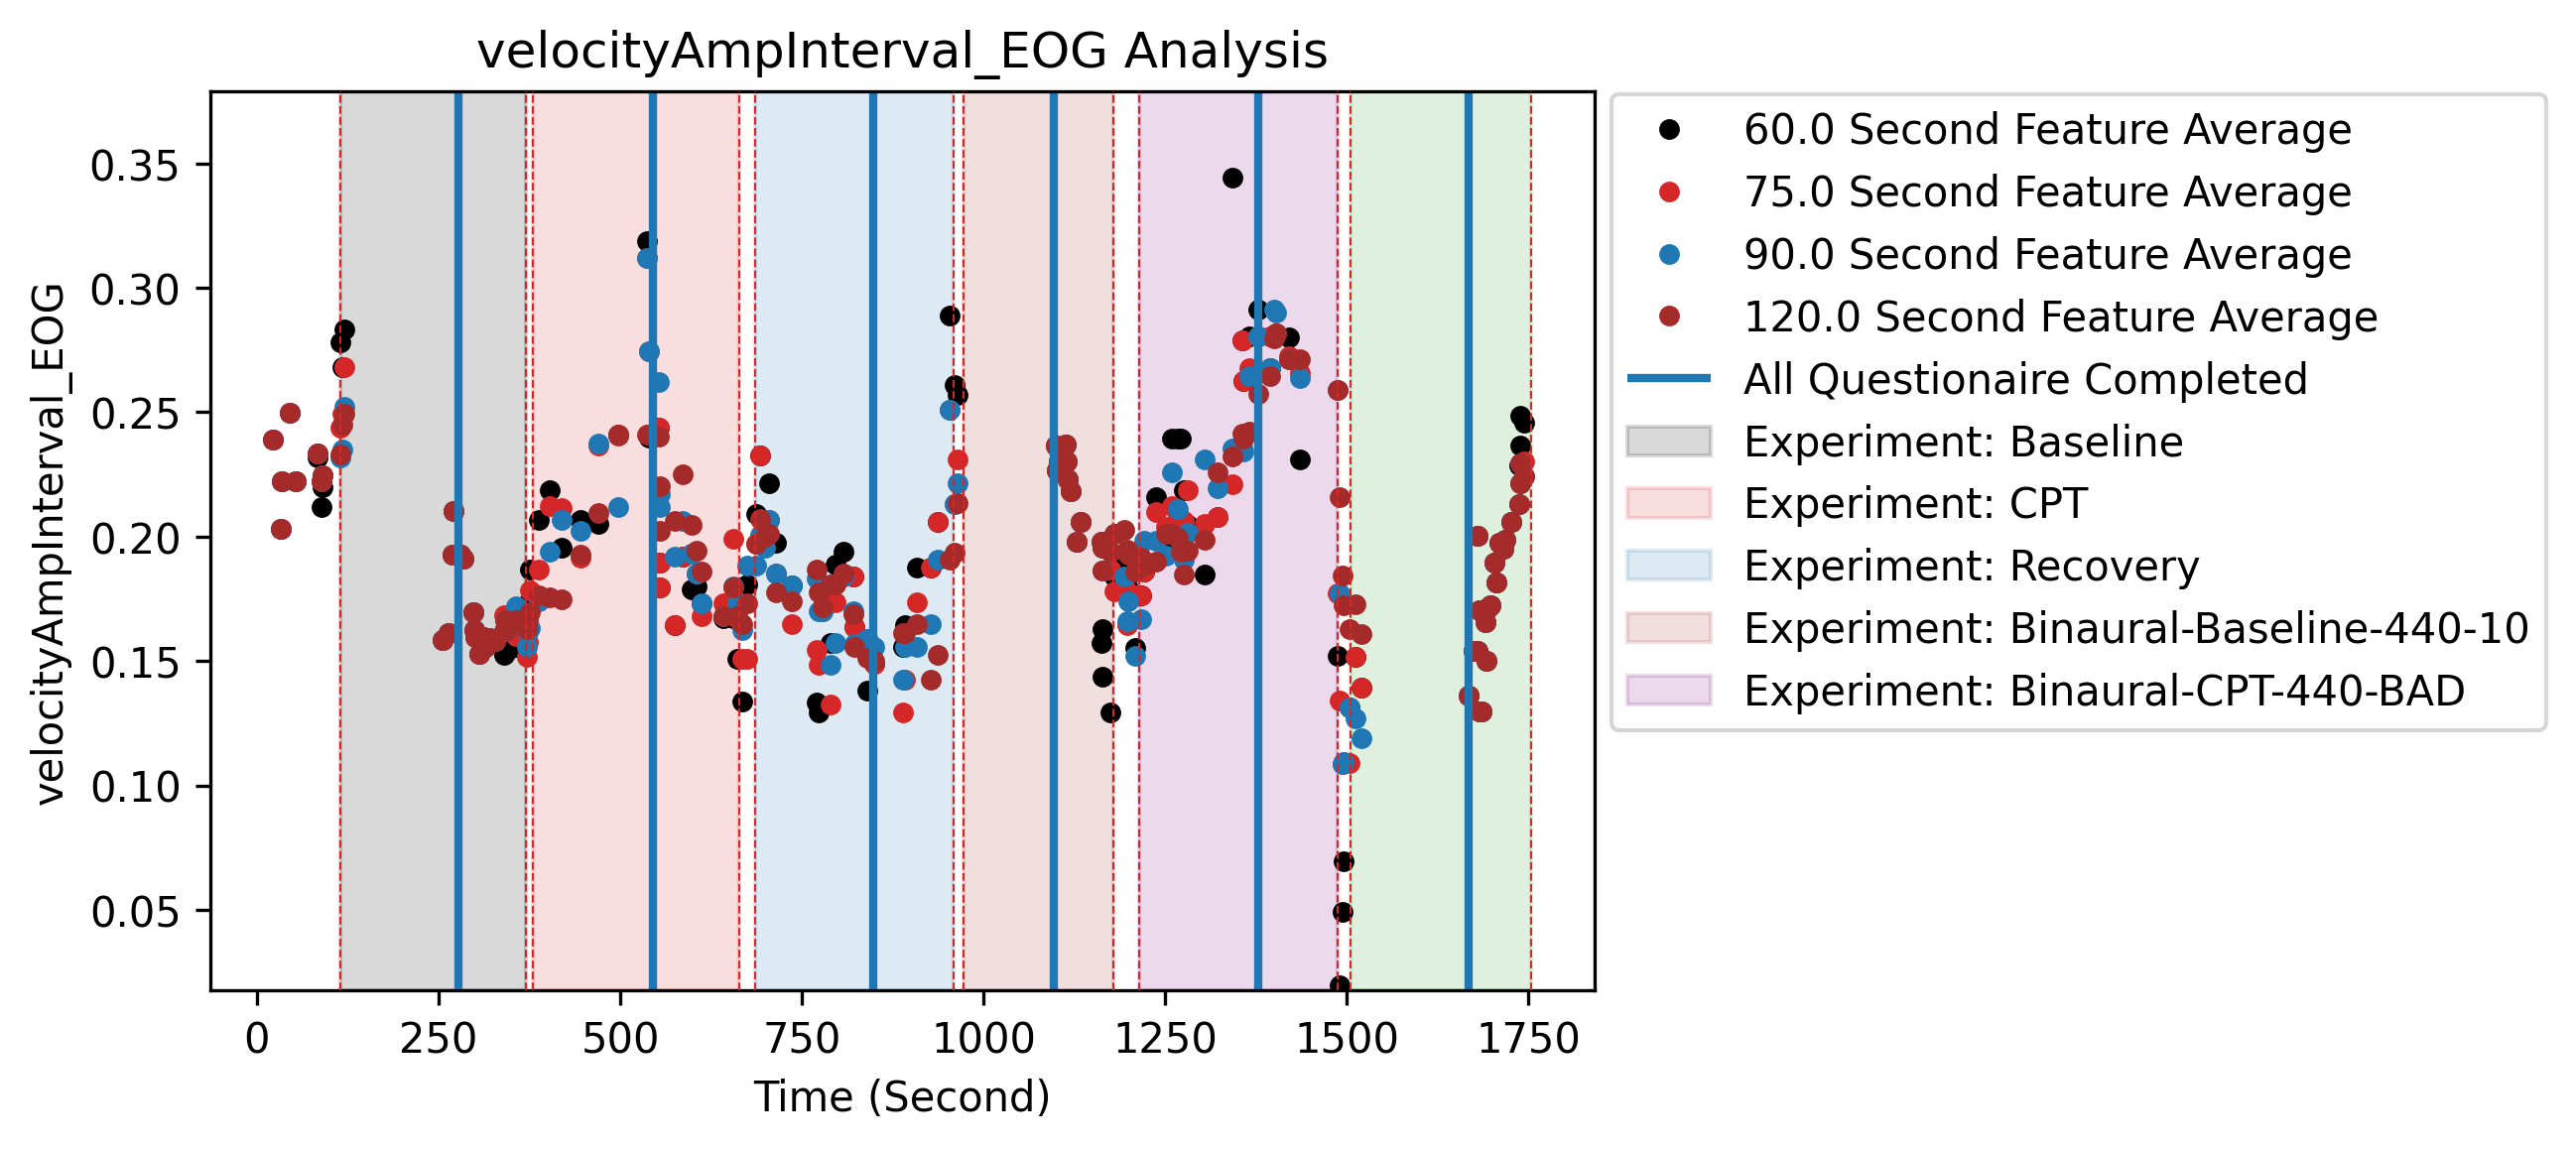 velocityAmpInterval_EOG Analysis
velocityAmpInterval_EOG
0.35
0.30
0.25
0.20
0.15
0.10
0.05
0 250 500 750 1000 1250 1500 1750
Time (Second)
60.0 Second Feature Average
75.0 Second Feature Average
90.0 Second Feature Average
120.0 Second Feature Average
All Questionaire Completed
Experiment: Baseline
Experiment: CPT
Experiment: Recovery
Experiment: Binaural-Baseline-440-10
Experiment: Binaural-CPT-440-BAD